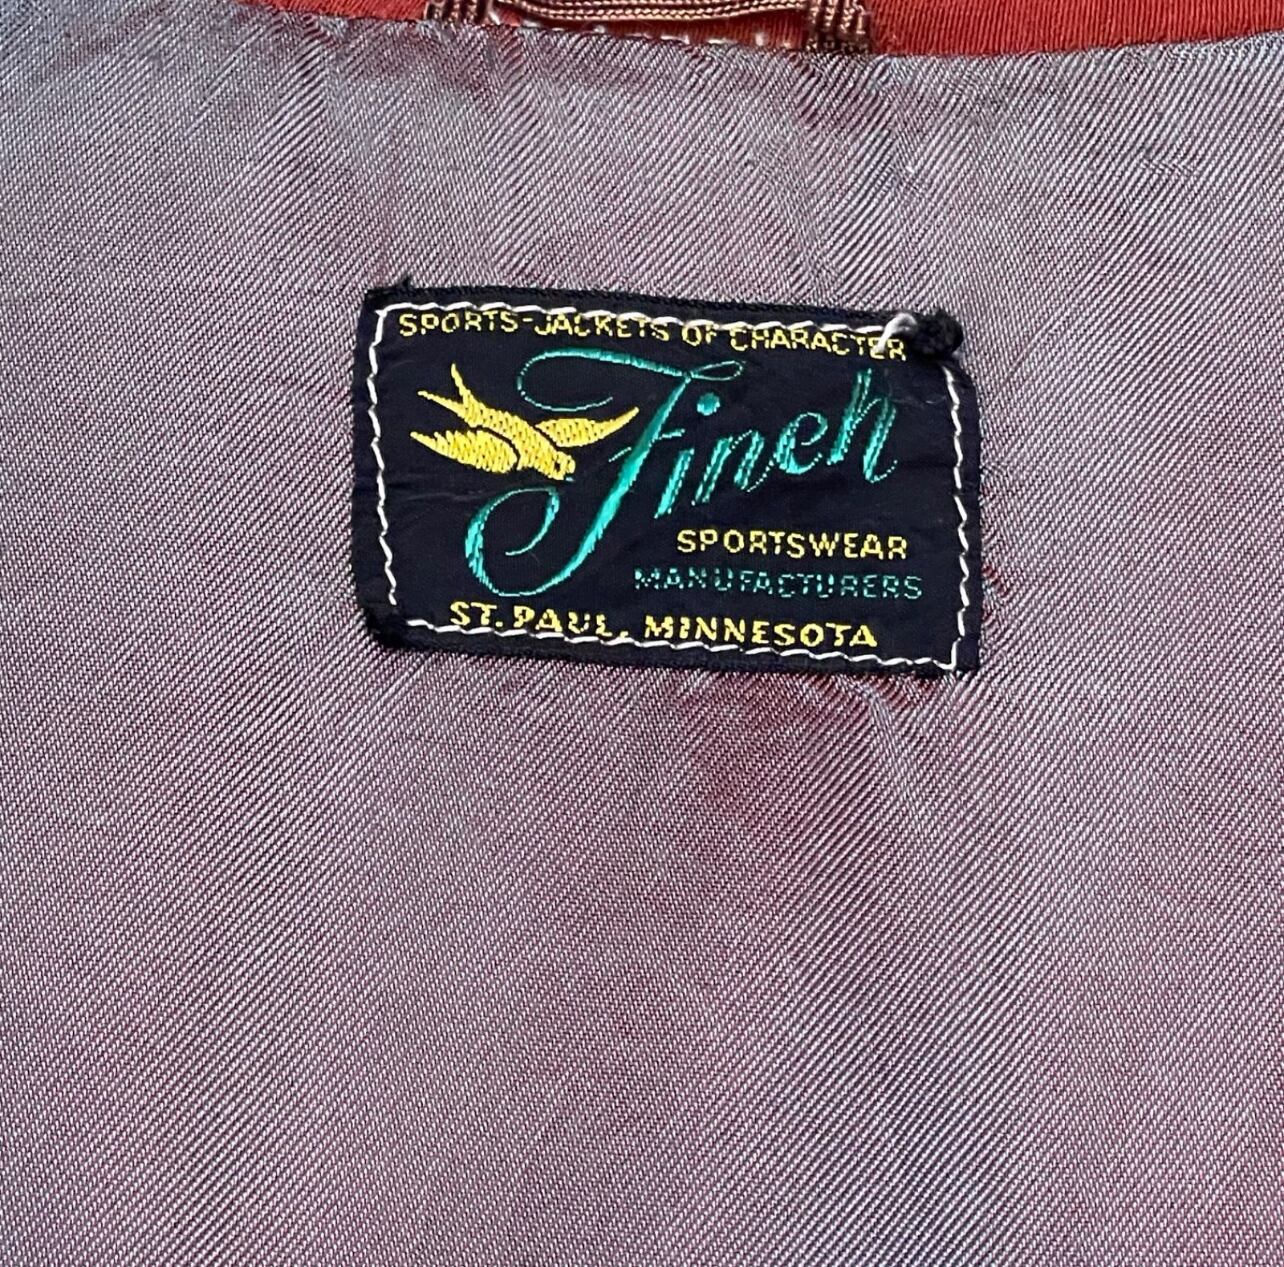 SPORTS-JACKETS OF CHARACTER
Finch
SPORTSWEAR
MANUFACTURERS
ST. PAUL, MINNESOTA